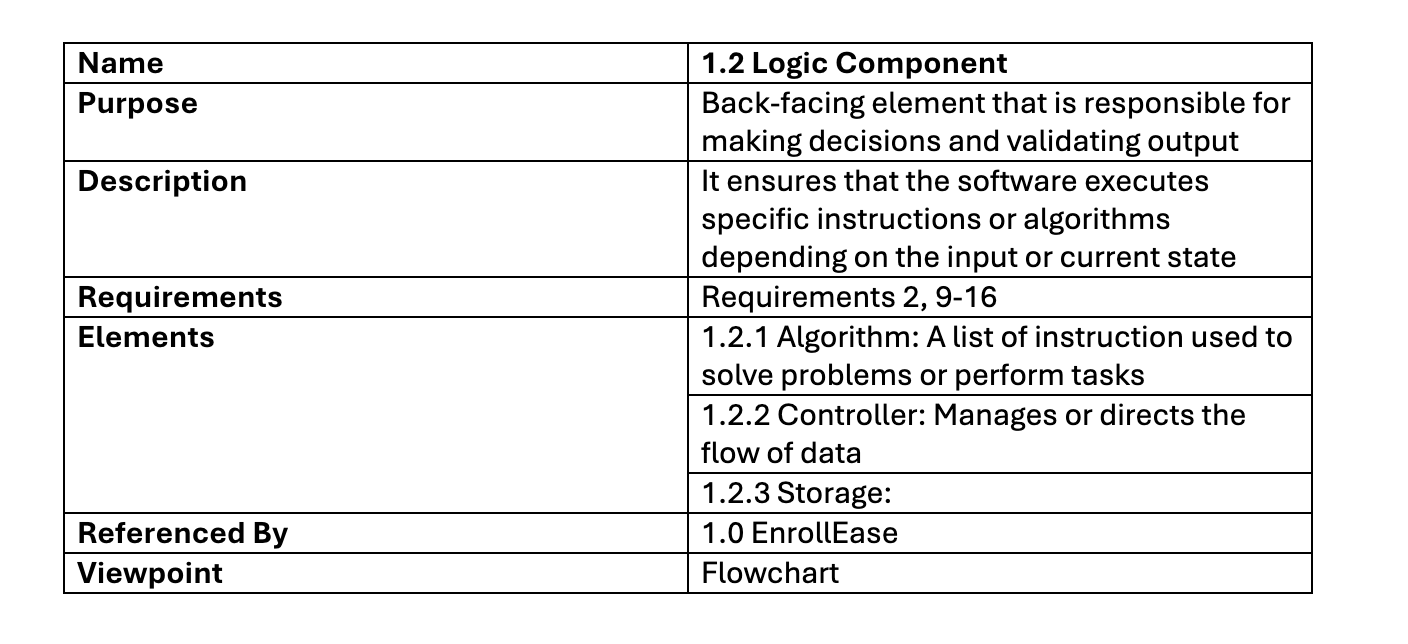 Name
1.2 Logic Component
Purpose
Back-facing element that is responsible for
making decisions and validating output
Description
It ensures that the software executes
specific instructions or algorithms
depending on the input or current state
Requirements
Requirements 2, 9-16
Elements
1.2.1 Algorithm: A list of instruction used to
solve problems or perform tasks
1.2.2 Controller: Manages or directs the
flow of data
1.2.3 Storage:
Referenced By
1.0 EnrollEase
Viewpoint
Flowchart